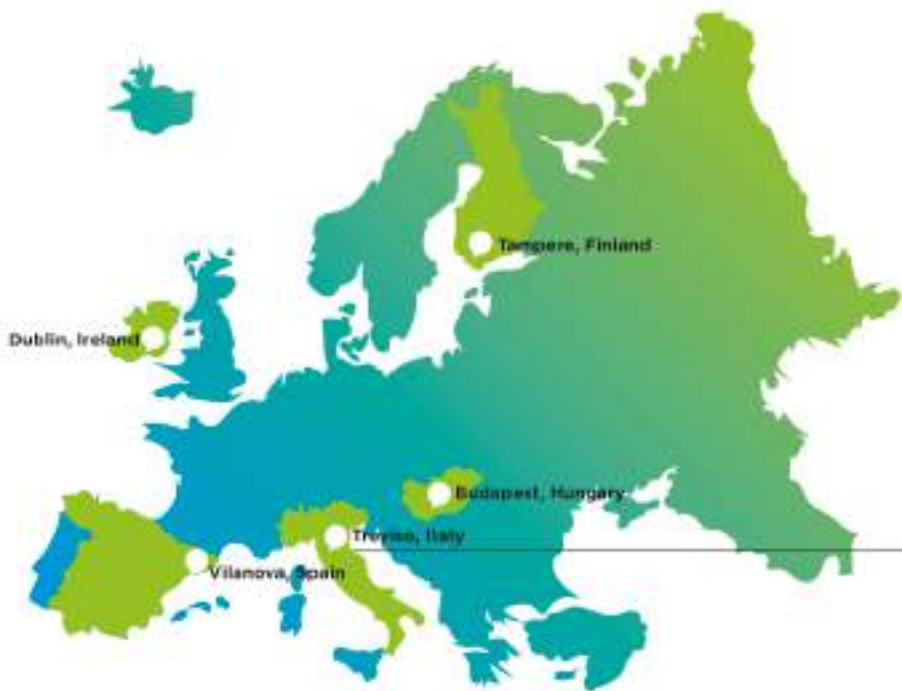 Tampere, Finland
Dublin, Ireland
Budapest, Hungary
Treviso, Italy
Vilanova, Spain